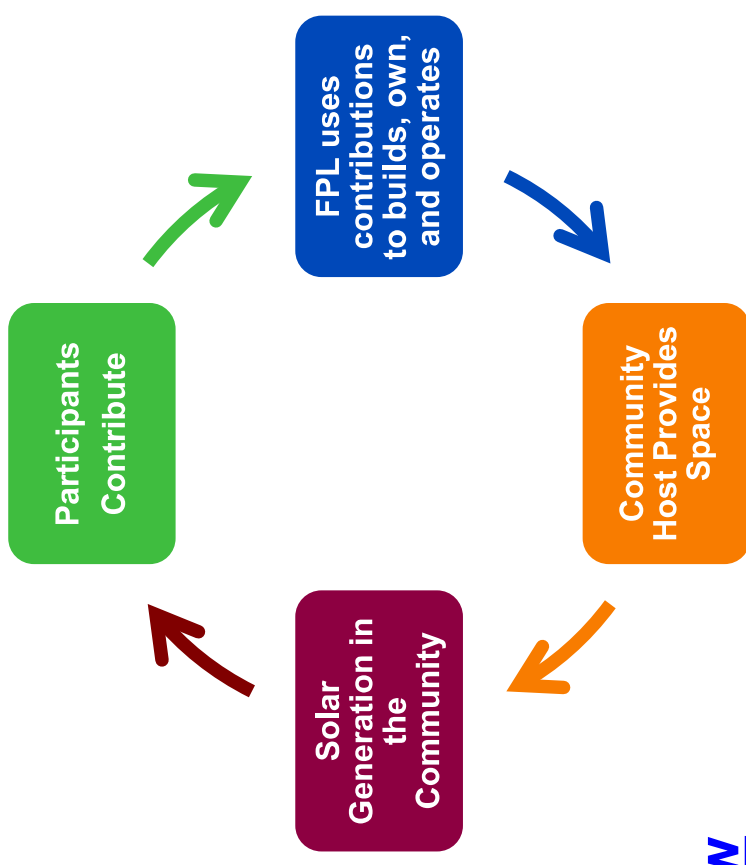 Participants
Contribute
FPL uses
contributions
to builds, own,
and operates
Community
Host Provides
Space
Solar
Generation in
the
Community